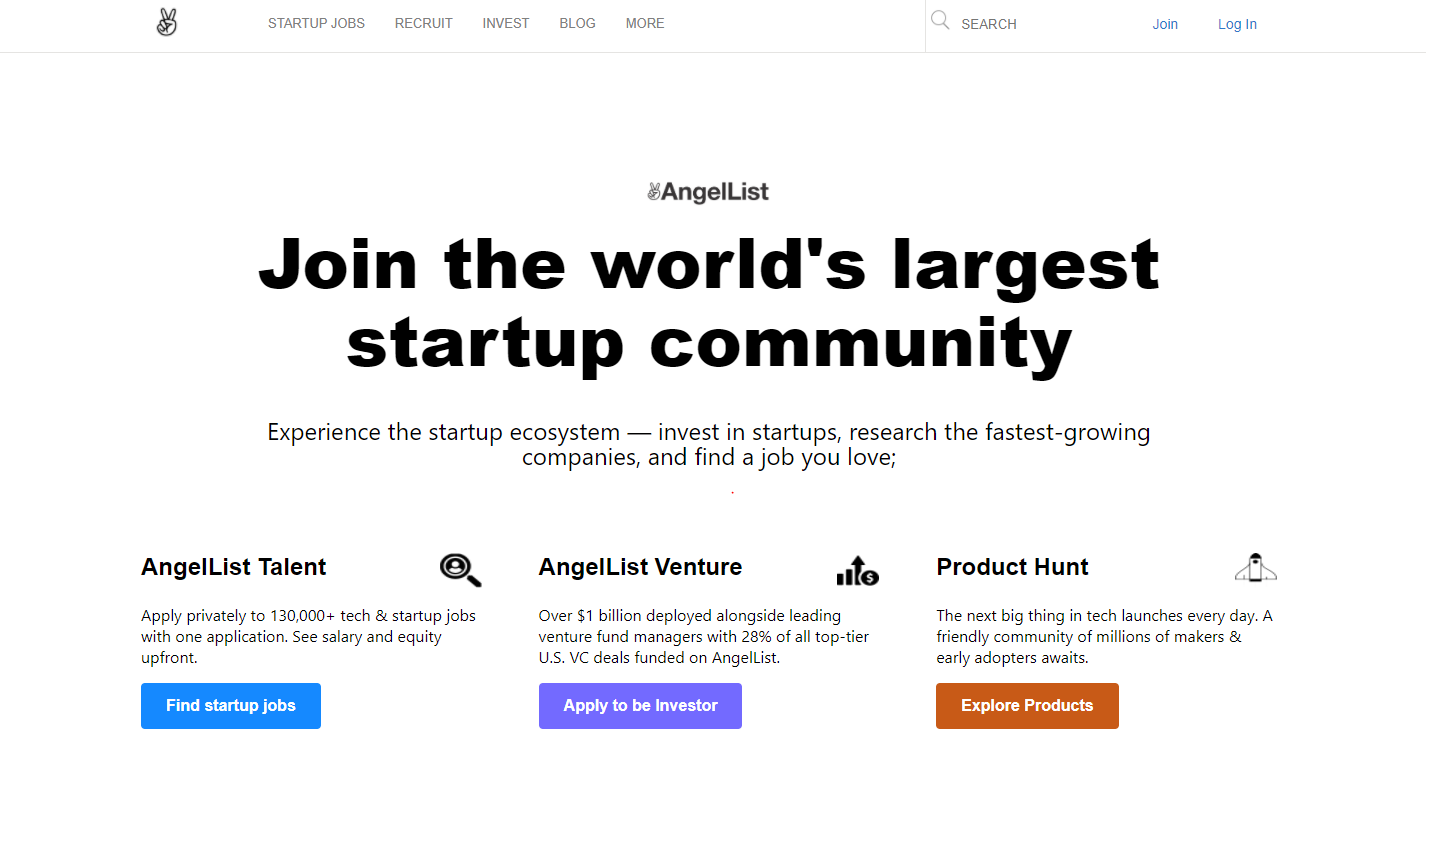 STARTUP JOBS RECRUIT INVEST BLOG MORE SEARCH Join Log In
AngelList
Join the world's largest
startup community
Experience the startup ecosystem — invest in startups, research the fastest-growing
companies, and find a job you love;
AngelList Talent
Apply privately to 130,000+ tech & startup jobs
with one application. See salary and equity
upfront.
Find startup jobs
AngelList Venture
Over $1 billion deployed alongside leading
venture fund managers with 28% of all top-tier
U.S. VC deals funded on AngelList.
Apply to be Investor
Product Hunt
The next big thing in tech launches every day. A
friendly community of millions of makers &
early adopters awaits.
Explore Products